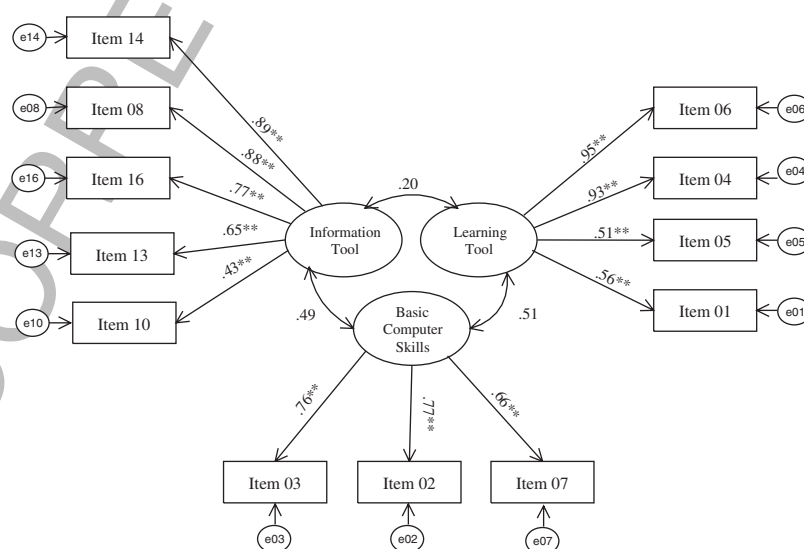 e14
Item 14
e08
Item 08
e16
Item 16
e13
Item 13
e10
Item 10
.89**
.88**
.77**
.65**
.43**
.20
Information
Tool
Learning
Tool
.95**
.93**
.51**
.56**
Item 06
e06
Item 04
e04
Item 05
e05
Item 01
e01
.49
Basic
Computer
Skills
.51
.76**
.77**
.66**
Item 03
Item 02
Item 07
e03
e02
e07